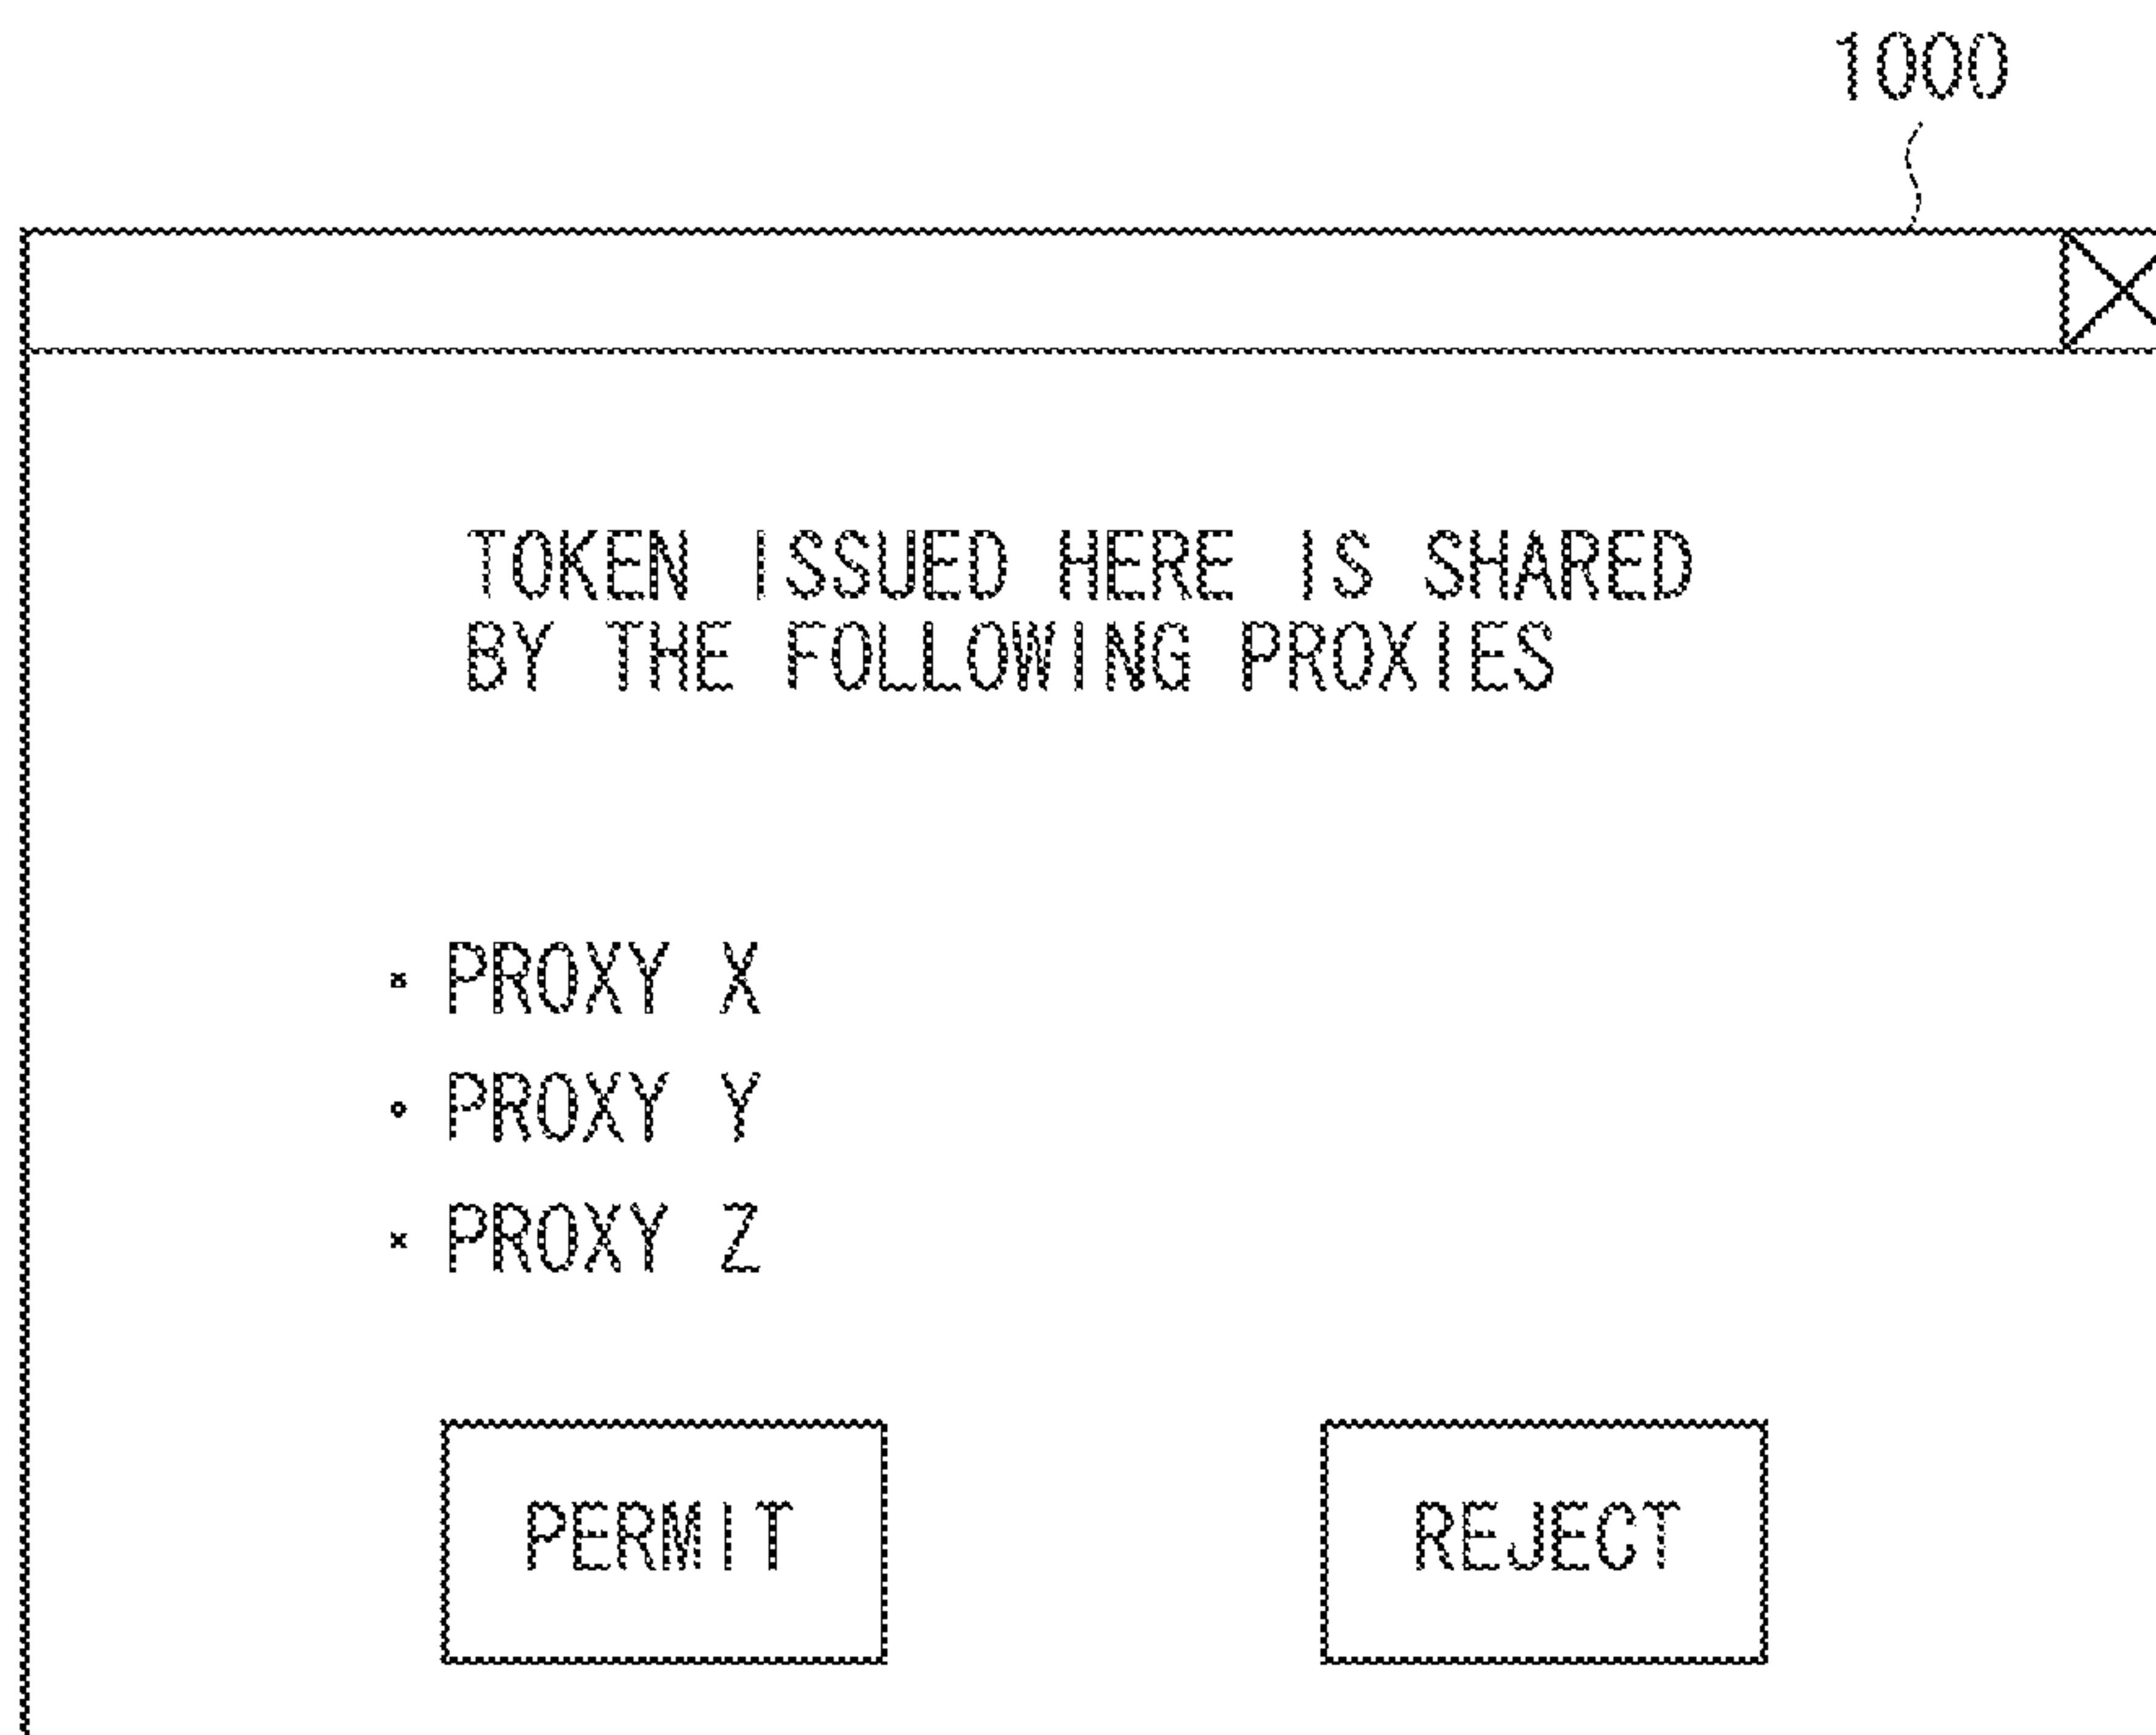 1000
TOKEN ISSUED HERE IS SHARED
BY THE FOLLOWING PROXIES
・PROXY X
・PROXY Y
・PROXY Z
PERMIT
REJECT